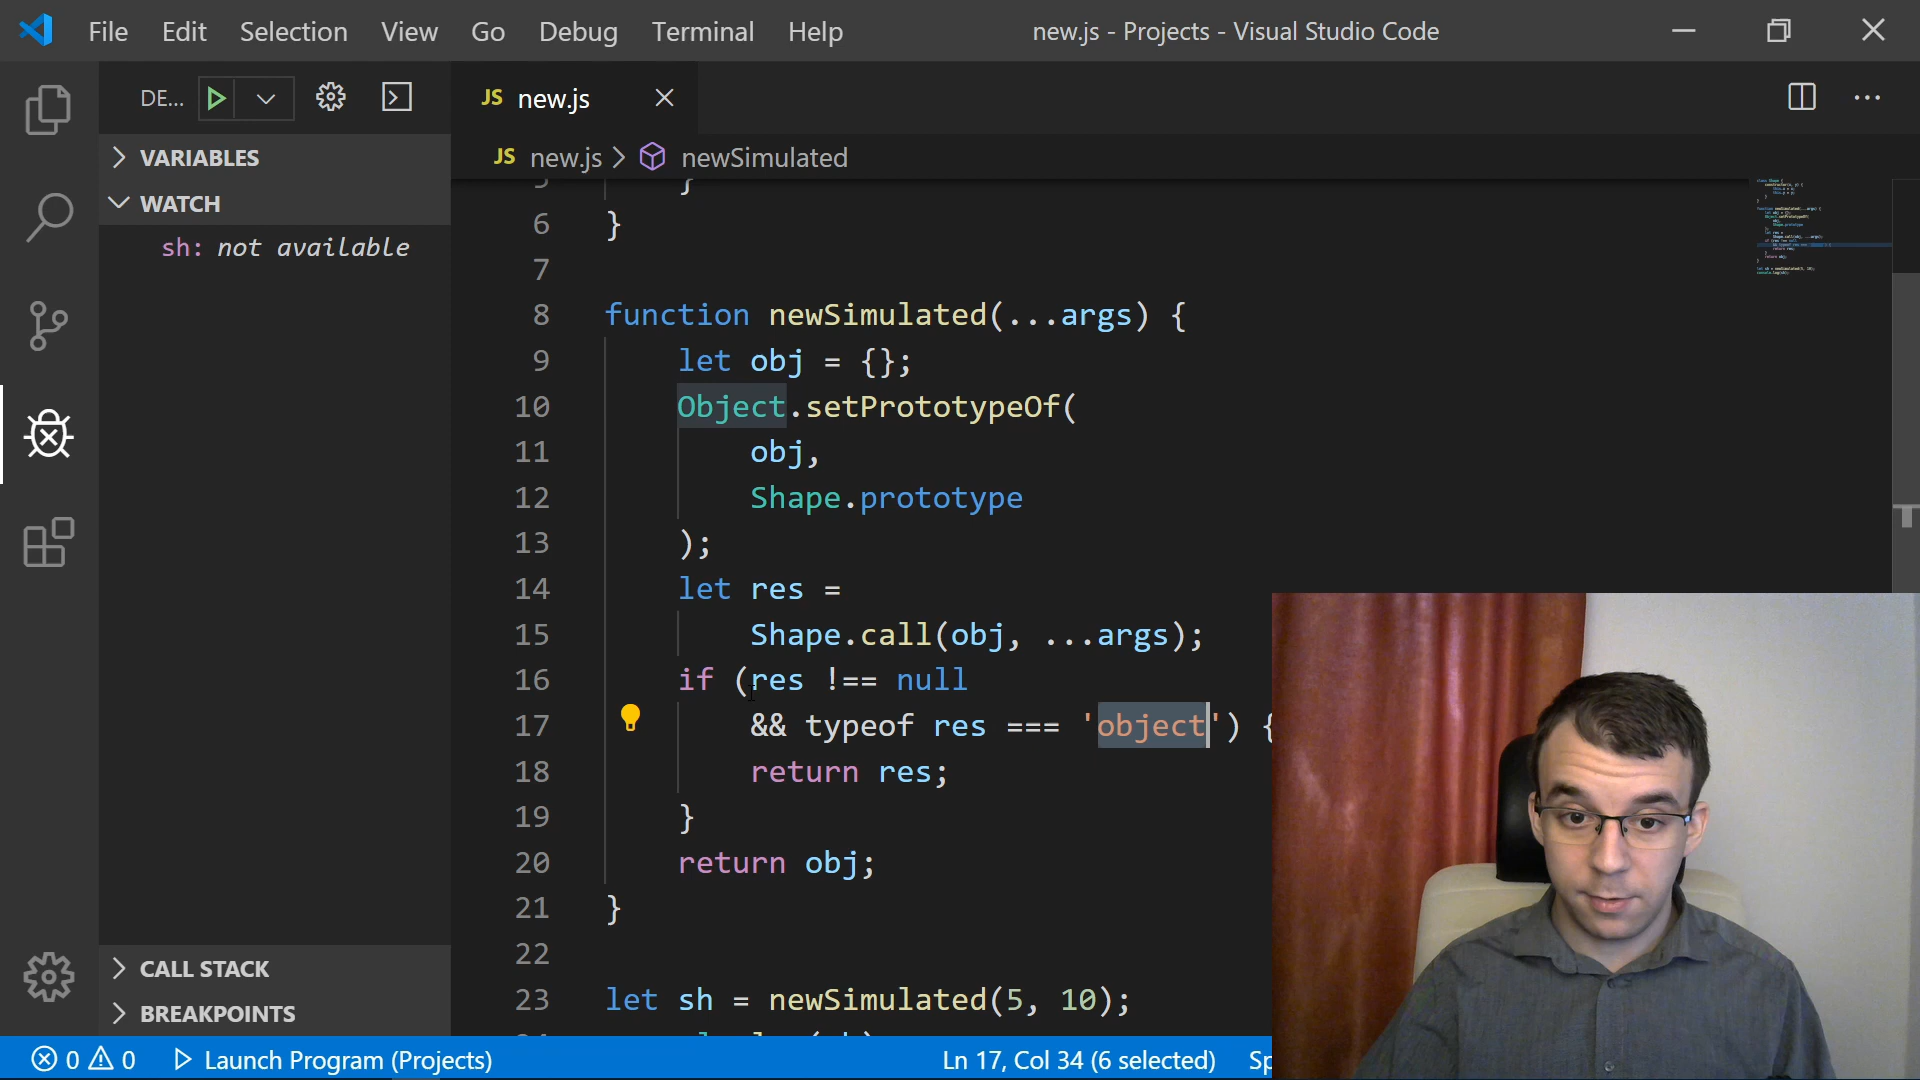 File Edit Selection View Go Debug Terminal Help new.js - Projects - Visual Studio Code
DE...
JS new.js
VARIABLES
JS new.js > newSimulated
WATCH
sh: not available
5 }
6 }
7
8 function newSimulated(...args) {
9 let obj = {};
10 Object.setPrototypeOf(
11 obj,
12 Shape.prototype
13 );
14 let res =
15 Shape.call(obj, ...args);
16 if (res !== null
17 && typeof res === 'object') {
18 return res;
19 }
20 return obj;
21 }
22
23 let sh = newSimulated(5, 10);
CALL STACK
BREAKPOINTS
0 0 Launch Program (Projects) Ln 17, Col 34 (6 selected) Sp